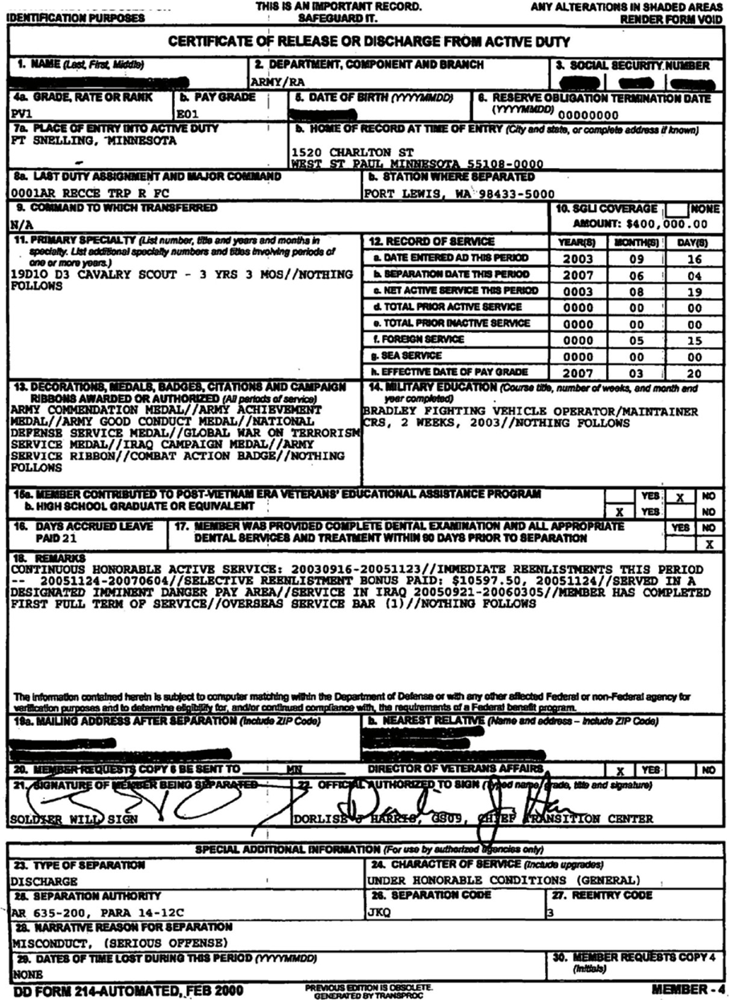 THIS IS AN IMPORTANT RECORD.
ANY ALTERATIONS IN SHADED AREAS
IDENTIFICATION PURPOSES
SAFEGUARD IT.
RENDER FORM VOID
CERTIFICATE OF RELEASE OR DISCHARGE FROM ACTIVE DUTY
1. NAME (Last, First, Middle)
2. DEPARTMENT, COMPONENT AND BRANCH
ARMY/RA
3. SOCIAL SECURITY NUMBER
4a. GRADE, RATE OR RANK
PV1
b. PAY GRADE
E01
5. DATE OF BIRTH (YYYYMMDD)
6. RESERVE OBLIGATION TERMINATION DATE
(YYYYMMDD) 00000000
7a. PLACE OF ENTRY INTO ACTIVE DUTY
FT SNELLING, MINNESOTA
b. HOME OF RECORD AT TIME OF ENTRY (City and state, or complete address if known)
1520 CHARLTON ST
WEST ST PAUL MINNESOTA 55108-0000
8a. LAST DUTY ASSIGNMENT AND MAJOR COMMAND
0001AR RECCE TRP R FC
b. STATION WHERE SEPARATED
FORT LEWIS, WA 98433-5000
9. COMMAND TO WHICH TRANSFERRED
N/A
10. SGLI COVERAGE NONE
AMOUNT: $400,000.00
11. PRIMARY SPECIALTY (List number, title and years and months in
specialty. List additional specialty numbers and titles involving periods of
one or more years.)
19D1O D3 CAVALRY SCOUT - 3 YRS 3 MOS//NOTHING
FOLLOWS
12. RECORD OF SERVICE YEAR(S) MONTH(S) DAY(S)
a. DATE ENTERED AD THIS PERIOD 2003 09 16
b. SEPARATION DATE THIS PERIOD 2007 06 04
c. NET ACTIVE SERVICE THIS PERIOD 0003 08 19
d. TOTAL PRIOR ACTIVE SERVICE 0000 00 00
e. TOTAL PRIOR INACTIVE SERVICE 0000 00 00
f. FOREIGN SERVICE 0000 05 15
g. SEA SERVICE 0000 00 00
h. EFFECTIVE DATE OF PAY GRADE 2007 03 20
13. DECORATIONS, MEDALS, BADGES, CITATIONS AND CAMPAIGN
RIBBONS AWARDED OR AUTHORIZED (All periods of service)
ARMY COMMENDATION MEDAL//ARMY ACHIEVEMENT
MEDAL//ARMY GOOD CONDUCT MEDAL//NATIONAL
DEFENSE SERVICE MEDAL//GLOBAL WAR ON TERRORISM
SERVICE MEDAL//IRAQ CAMPAIGN MEDAL//ARMY
SERVICE RIBBON//COMBAT ACTION BADGE//NOTHING
FOLLOWS
14. MILITARY EDUCATION (Course title, number of weeks, and month and
year completed)
BRADLEY FIGHTING VEHICLE OPERATOR/MAINTAINER
CRS, 2 WEEKS, 2003//NOTHING FOLLOWS
15a. MEMBER CONTRIBUTED TO POST-VIETNAM ERA VETERANS' EDUCATIONAL ASSISTANCE PROGRAM YES X NO
b. HIGH SCHOOL GRADUATE OR EQUIVALENT X YES NO
16. DAYS ACCRUED LEAVE
PAID 21
17. MEMBER WAS PROVIDED COMPLETE DENTAL EXAMINATION AND ALL APPROPRIATE YES NO
DENTAL SERVICES AND TREATMENT WITHIN 90 DAYS PRIOR TO SEPARATION X
18. REMARKS
CONTINUOUS HONORABLE ACTIVE SERVICE: 20030916-20051123//IMMEDIATE REENLISTMENTS THIS PERIOD
-- 20051124-20070604//SELECTIVE REENLISTMENT BONUS PAID: $10597.50, 20051124//SERVED IN A
DESIGNATED IMMINENT DANGER PAY AREA//SERVICE IN IRAQ 20050921-20060305//MEMBER HAS COMPLETED
FIRST FULL TERM OF SERVICE//OVERSEAS SERVICE BAR (1)//NOTHING FOLLOWS
The information contained herein is subject to computer matching within the Department of Defense or with any other affected Federal or non-Federal agency for
verification purposes and to determine eligibility for, and/or continued compliance with, the requirements of a Federal benefit program.
19a. MAILING ADDRESS AFTER SEPARATION (Include ZIP Code)
b. NEAREST RELATIVE (Name and address - include ZIP Code)
20. MEMBER REQUESTS COPY 6 BE SENT TO MN DIRECTOR OF VETERANS AFFAIRS X YES NO
21. SIGNATURE OF MEMBER BEING SEPARATED
SOLDIER WILL SIGN
22. OFFICIAL AUTHORIZED TO SIGN (Typed name, grade, title and signature)
DORLISE J HARRIS, GS09, CHIEF TRANSITION CENTER
SPECIAL ADDITIONAL INFORMATION (For use by authorized agencies only)
23. TYPE OF SEPARATION
DISCHARGE
24. CHARACTER OF SERVICE (Include upgrades)
UNDER HONORABLE CONDITIONS (GENERAL)
25. SEPARATION AUTHORITY
AR 635-200, PARA 14-12C
26. SEPARATION CODE
JKQ
27. REENTRY CODE
3
28. NARRATIVE REASON FOR SEPARATION
MISCONDUCT, (SERIOUS OFFENSE)
29. DATES OF TIME LOST DURING THIS PERIOD (YYYYMMDD)
NONE
30. MEMBER REQUESTS COPY 4
(Initials)
DD FORM 214-AUTOMATED, FEB 2000
PREVIOUS EDITION IS OBSOLETE.
GENERATED BY TRANSPROC
MEMBER - 4